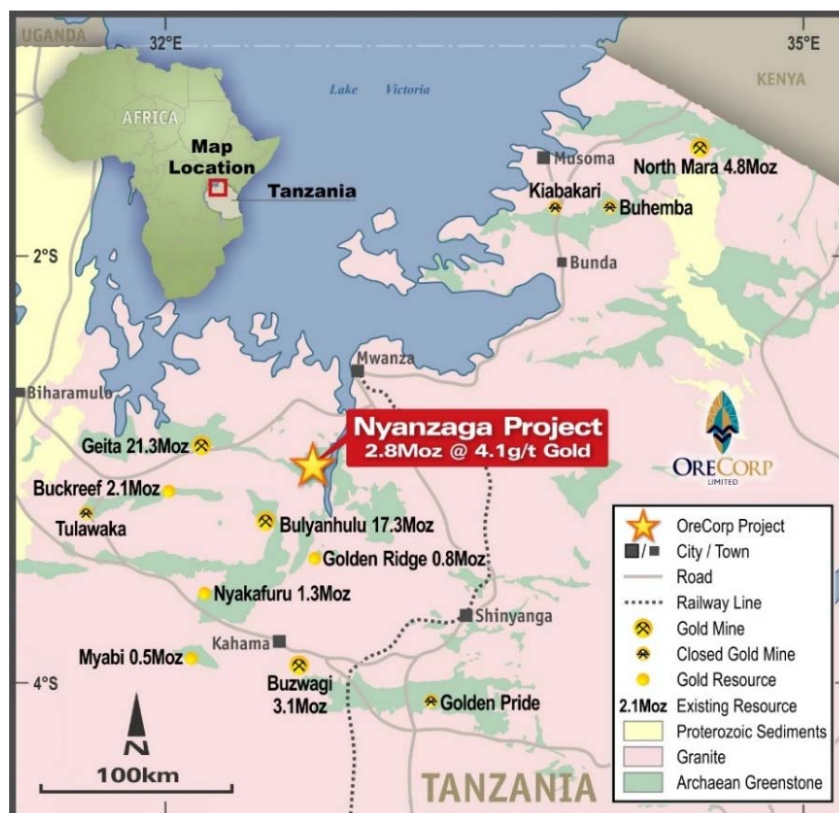 UGANDA
32°E
35°E
KENYA
Lake Victoria
AFRICA
Map
Location
Tanzania
Musoma
North Mara 4.8Moz
Kiabakari
Buhemba
2°S
2°S
Bunda
Mwanza
Biharamulo
Nyanzaga Project
2.8Moz @ 4.1g/t Gold
Geita 21.3Moz
ORECORP
LIMITED
Buckreef 2.1Moz
Tulawaka
Bulyanhulu 17.3Moz
Golden Ridge 0.8Moz
Nyakafuru 1.3Moz
Shinyanga
Kahama
Myabi 0.5Moz
Buzwagi
3.1Moz
4°S
Golden Pride
N
100km
TANZANIA
OreCorp Project
/ City / Town
Road
Railway Line
Gold Mine
Closed Gold Mine
Gold Resource
2.1Moz Existing Resource
Proterozoic Sediments
Granite
Archaean Greenstone